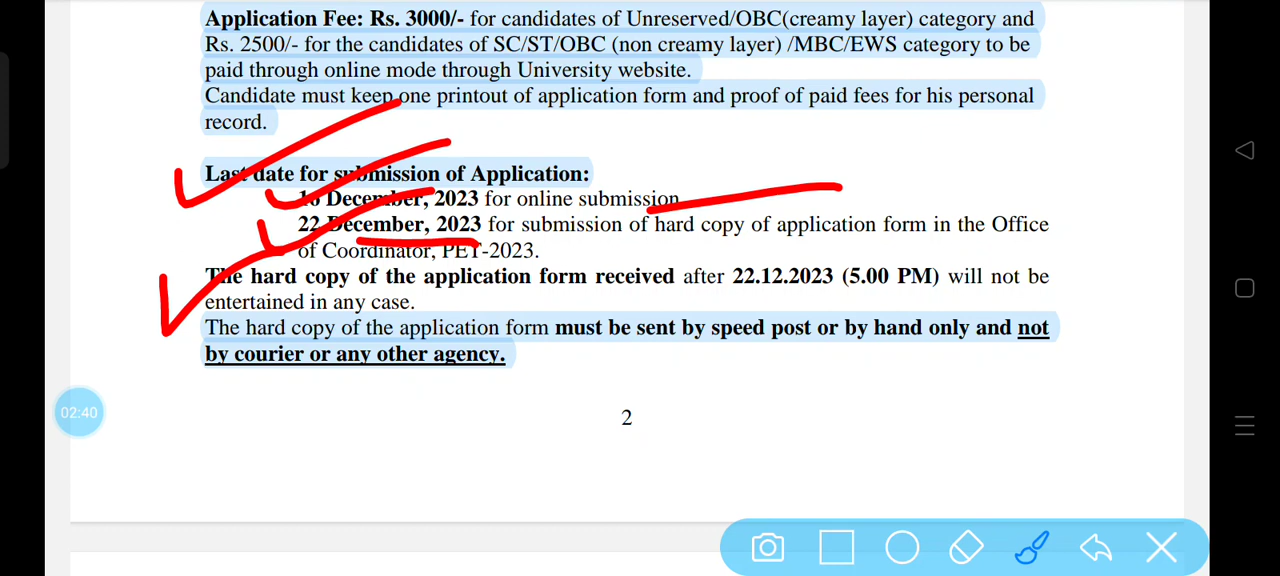 Application Fee: Rs. 3000/- for candidates of Unreserved/OBC(creamy layer) category and
Rs. 2500/- for the candidates of SC/ST/OBC (non creamy layer) /MBC/EWS category to be
paid through online mode through University website.
Candidate must keep one printout of application form and proof of paid fees for his personal
record.
Last date for submission of Application:
December, 2023 for online submission
22 December, 2023 for submission of hard copy of application form in the Office
of Coordinator, PET-2023.
The hard copy of the application form received after 22.12.2023 (5.00 PM) will not be
entertained in any case.
The hard copy of the application form must be sent by speed post or by hand only and not
by courier or any other agency.
02:40
2